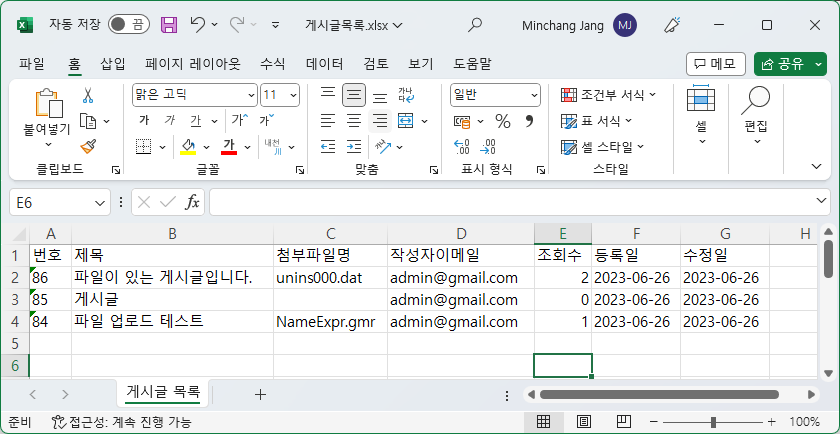 자동 저장 끔 게시글목록.xlsx Minchang Jang MJ
파일 홈 삽입 페이지 레이아웃 수식 데이터 검토 보기 도움말 메모 공유
붙여넣기 맑은 고딕 11 가 가 가 가 가 가 내천 川 가나 다 일반 % 조건부 서식 표 서식 셀 스타일 셀 편집
클립보드 글꼴 맞춤 표시 형식 스타일
E6 fx
A B C D E F G H
1 번호 제목 첨부파일명 작성자이메일 조회수 등록일 수정일
2 86 파일이 있는 게시글입니다. unins000.dat admin@gmail.com 2 2023-06-26 2023-06-26
3 85 게시글 admin@gmail.com 0 2023-06-26 2023-06-26
4 84 파일 업로드 테스트 NameExpr.gmr admin@gmail.com 1 2023-06-26 2023-06-26
5
6
게시글 목록
준비 접근성: 계속 진행 가능 100%